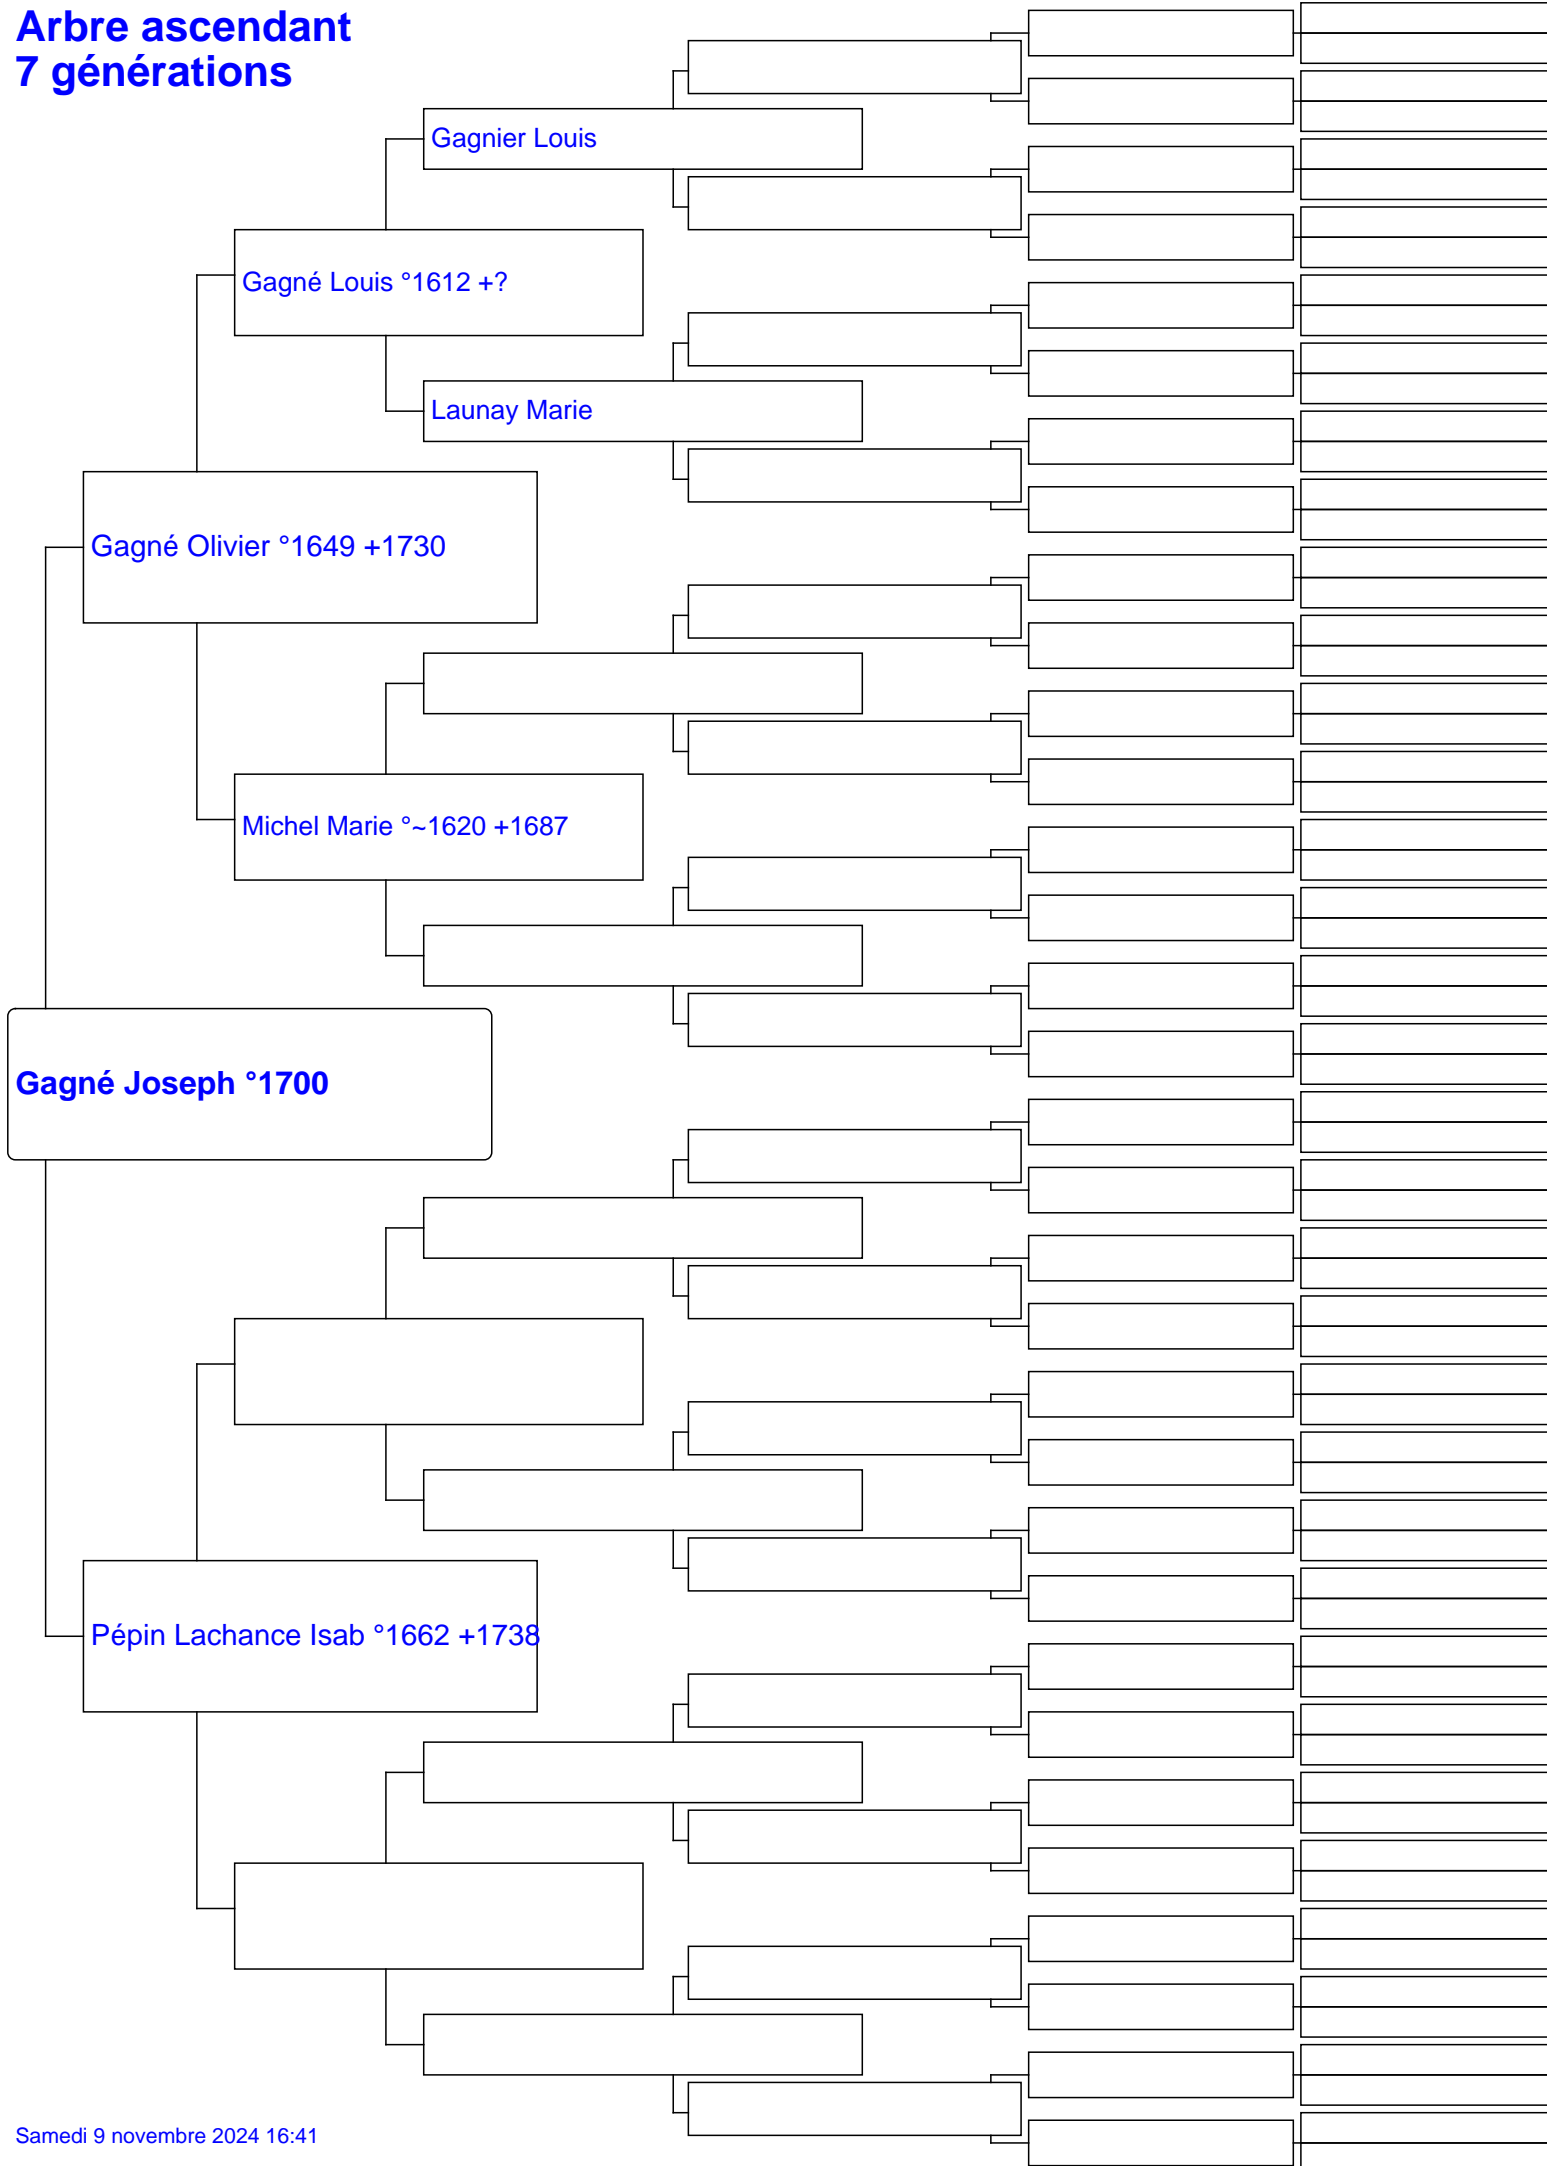 Arbre ascendant
7 générations
Gagnier Louis
Gagné Louis °1612 +?
Launay Marie
Gagné Olivier °1649 +1730
Michel Marie °~1620 +1687
Gagné Joseph °1700
Pépin Lachance Isab °1662 +1738
Samedi 9 novembre 2024 16:41